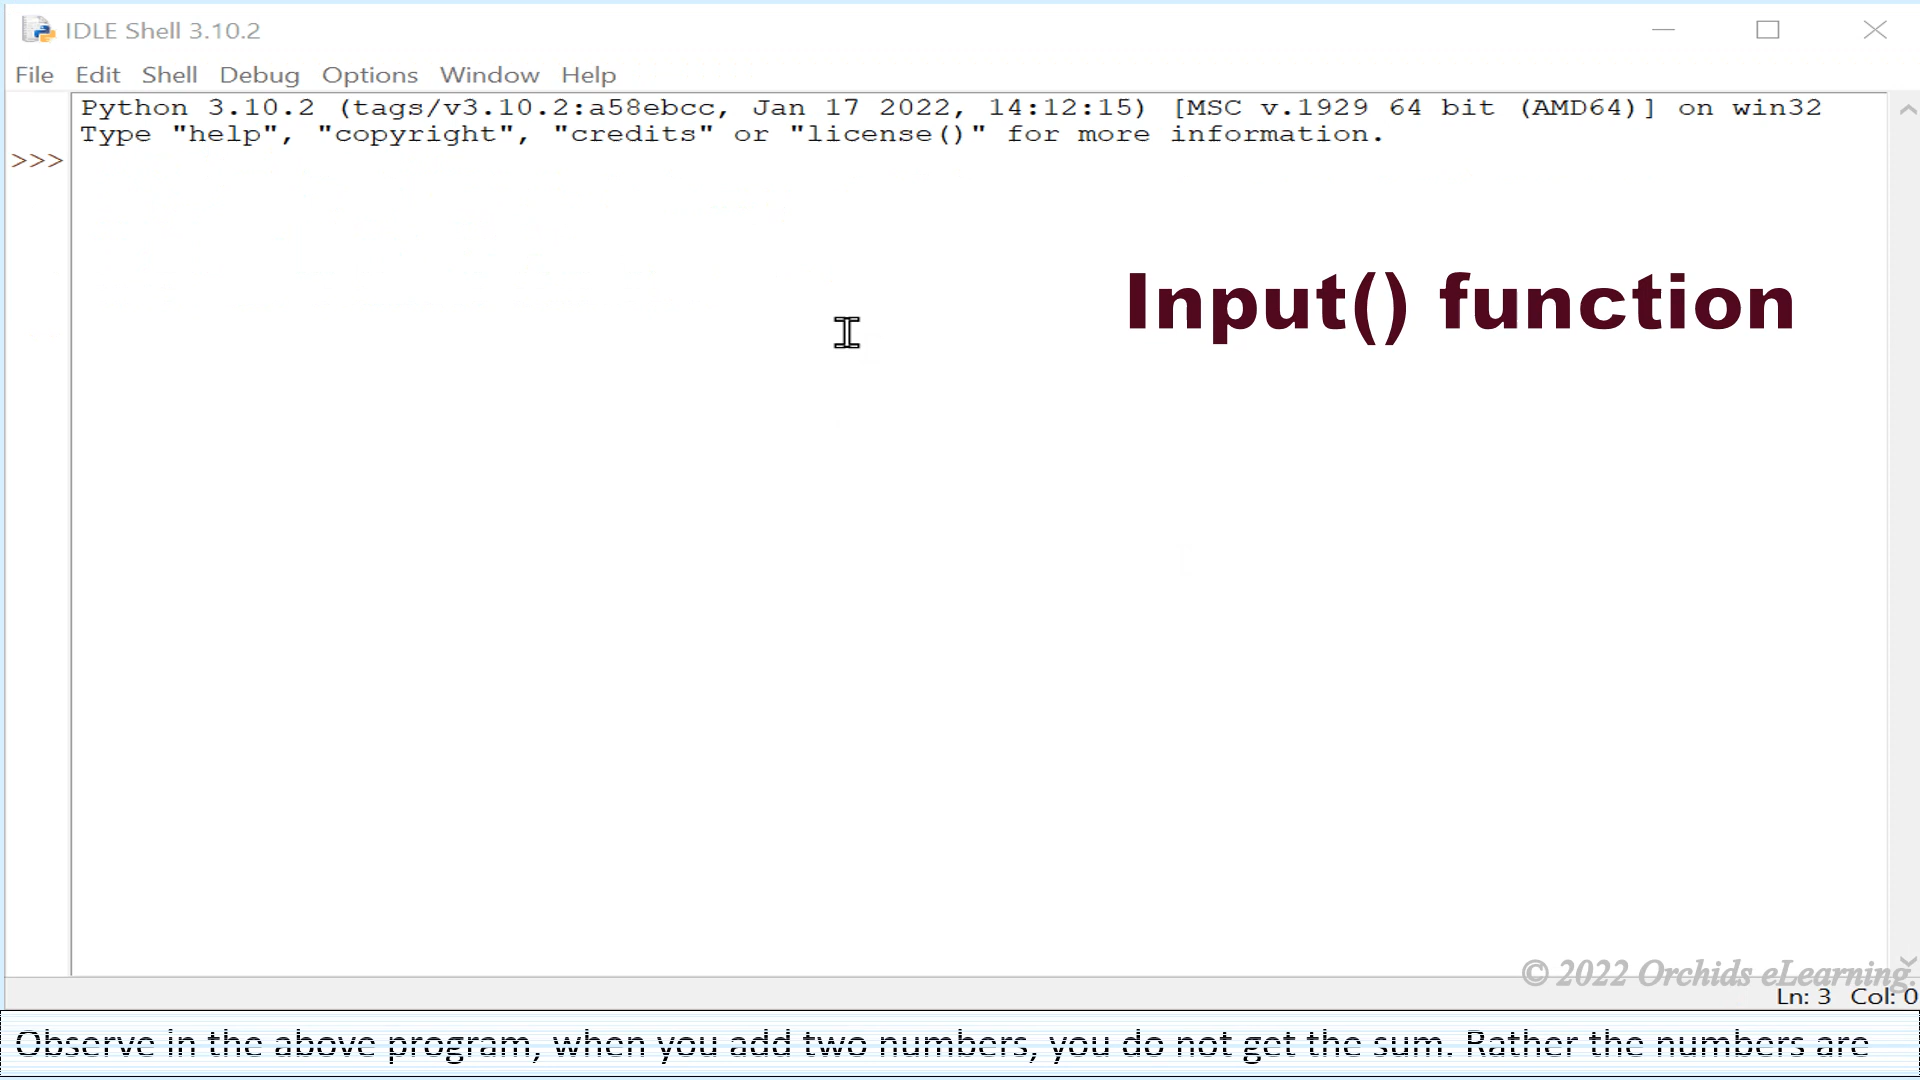 IDLE Shell 3.10.2
File Edit Shell Debug Options Window Help
Python 3.10.2 (tags/v3.10.2:a58ebcc, Jan 17 2022, 14:12:15) [MSC v.1929 64 bit (AMD64)] on win32
Type "help", "copyright", "credits" or "license()" for more information.
>>>
Input() function
© 2022 Orchids eLearning.
Ln: 3 Col: 0
Observe in the above program, when you add two numbers, you do not get the sum. Rather the numbers are